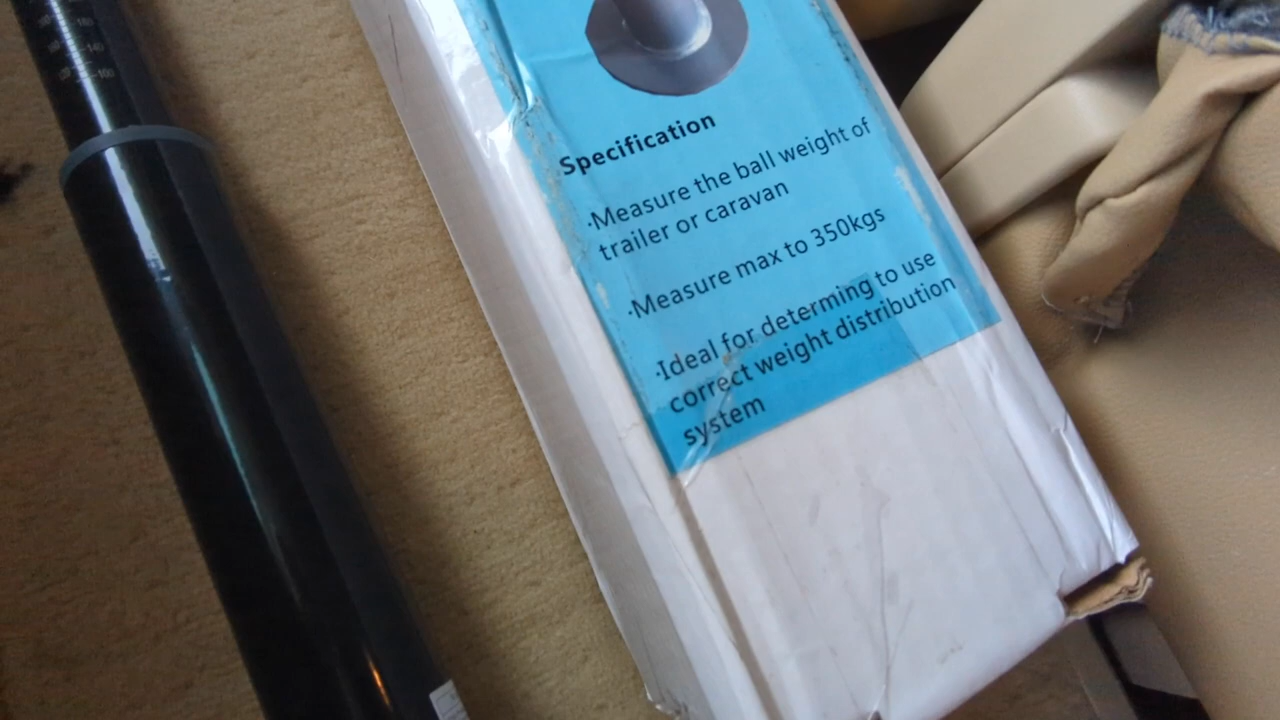 Specification
·Measure the ball weight of
trailer or caravan
·Measure max to 350kgs
·Ideal for determing to use
correct weight distribution
system